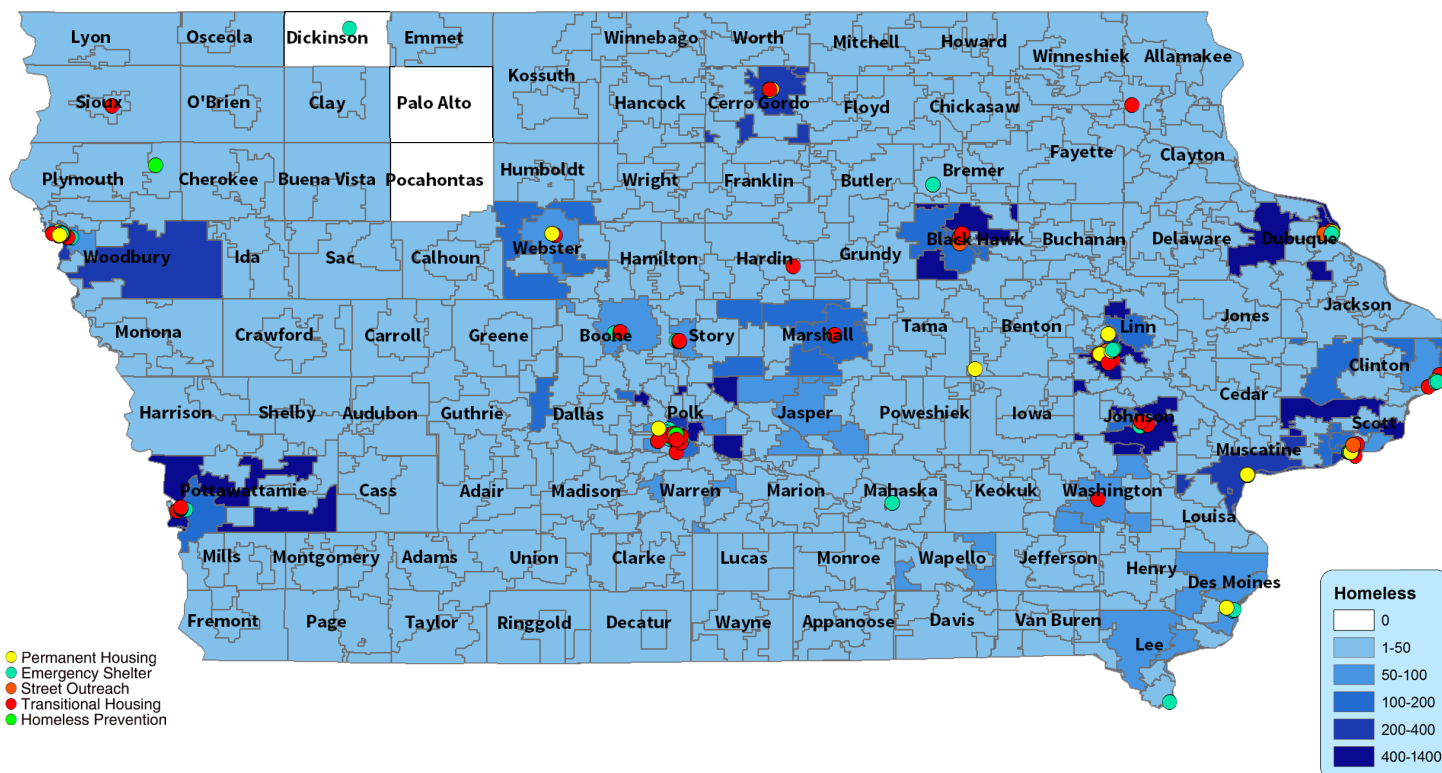 Lyon
Osceola
Dickinson
Emmet
Kossuth
Winnebago
Worth
Mitchell
Howard
Winneshiek
Allamakee
Sioux
O'Brien
Clay
Palo Alto
Hancock
Cerro Gordo
Floyd
Chickasaw
Fayette
Clayton
Plymouth
Cherokee
Buena Vista
Pocahontas
Humboldt
Wright
Franklin
Butler
Bremer
Woodbury
Ida
Sac
Calhoun
Webster
Hamilton
Hardin
Grundy
Black Hawk
Buchanan
Delaware
Dubuque
Monona
Crawford
Carroll
Greene
Boone
Story
Marshall
Tama
Benton
Linn
Jones
Jackson
Clinton
Harrison
Shelby
Audubon
Guthrie
Dallas
Polk
Jasper
Poweshiek
Iowa
Johnson
Cedar
Scott
Muscatine
Pottawattamie
Cass
Adair
Madison
Warren
Marion
Mahaska
Keokuk
Washington
Louisa
Mills
Montgomery
Adams
Union
Clarke
Lucas
Monroe
Wapello
Jefferson
Henry
Des Moines
Fremont
Page
Taylor
Ringgold
Decatur
Wayne
Appanoose
Davis
Van Buren
Lee
Permanent Housing
Emergency Shelter
Street Outreach
Transitional Housing
Homeless Prevention
Homeless
0
1-50
50-100
100-200
200-400
400-1400